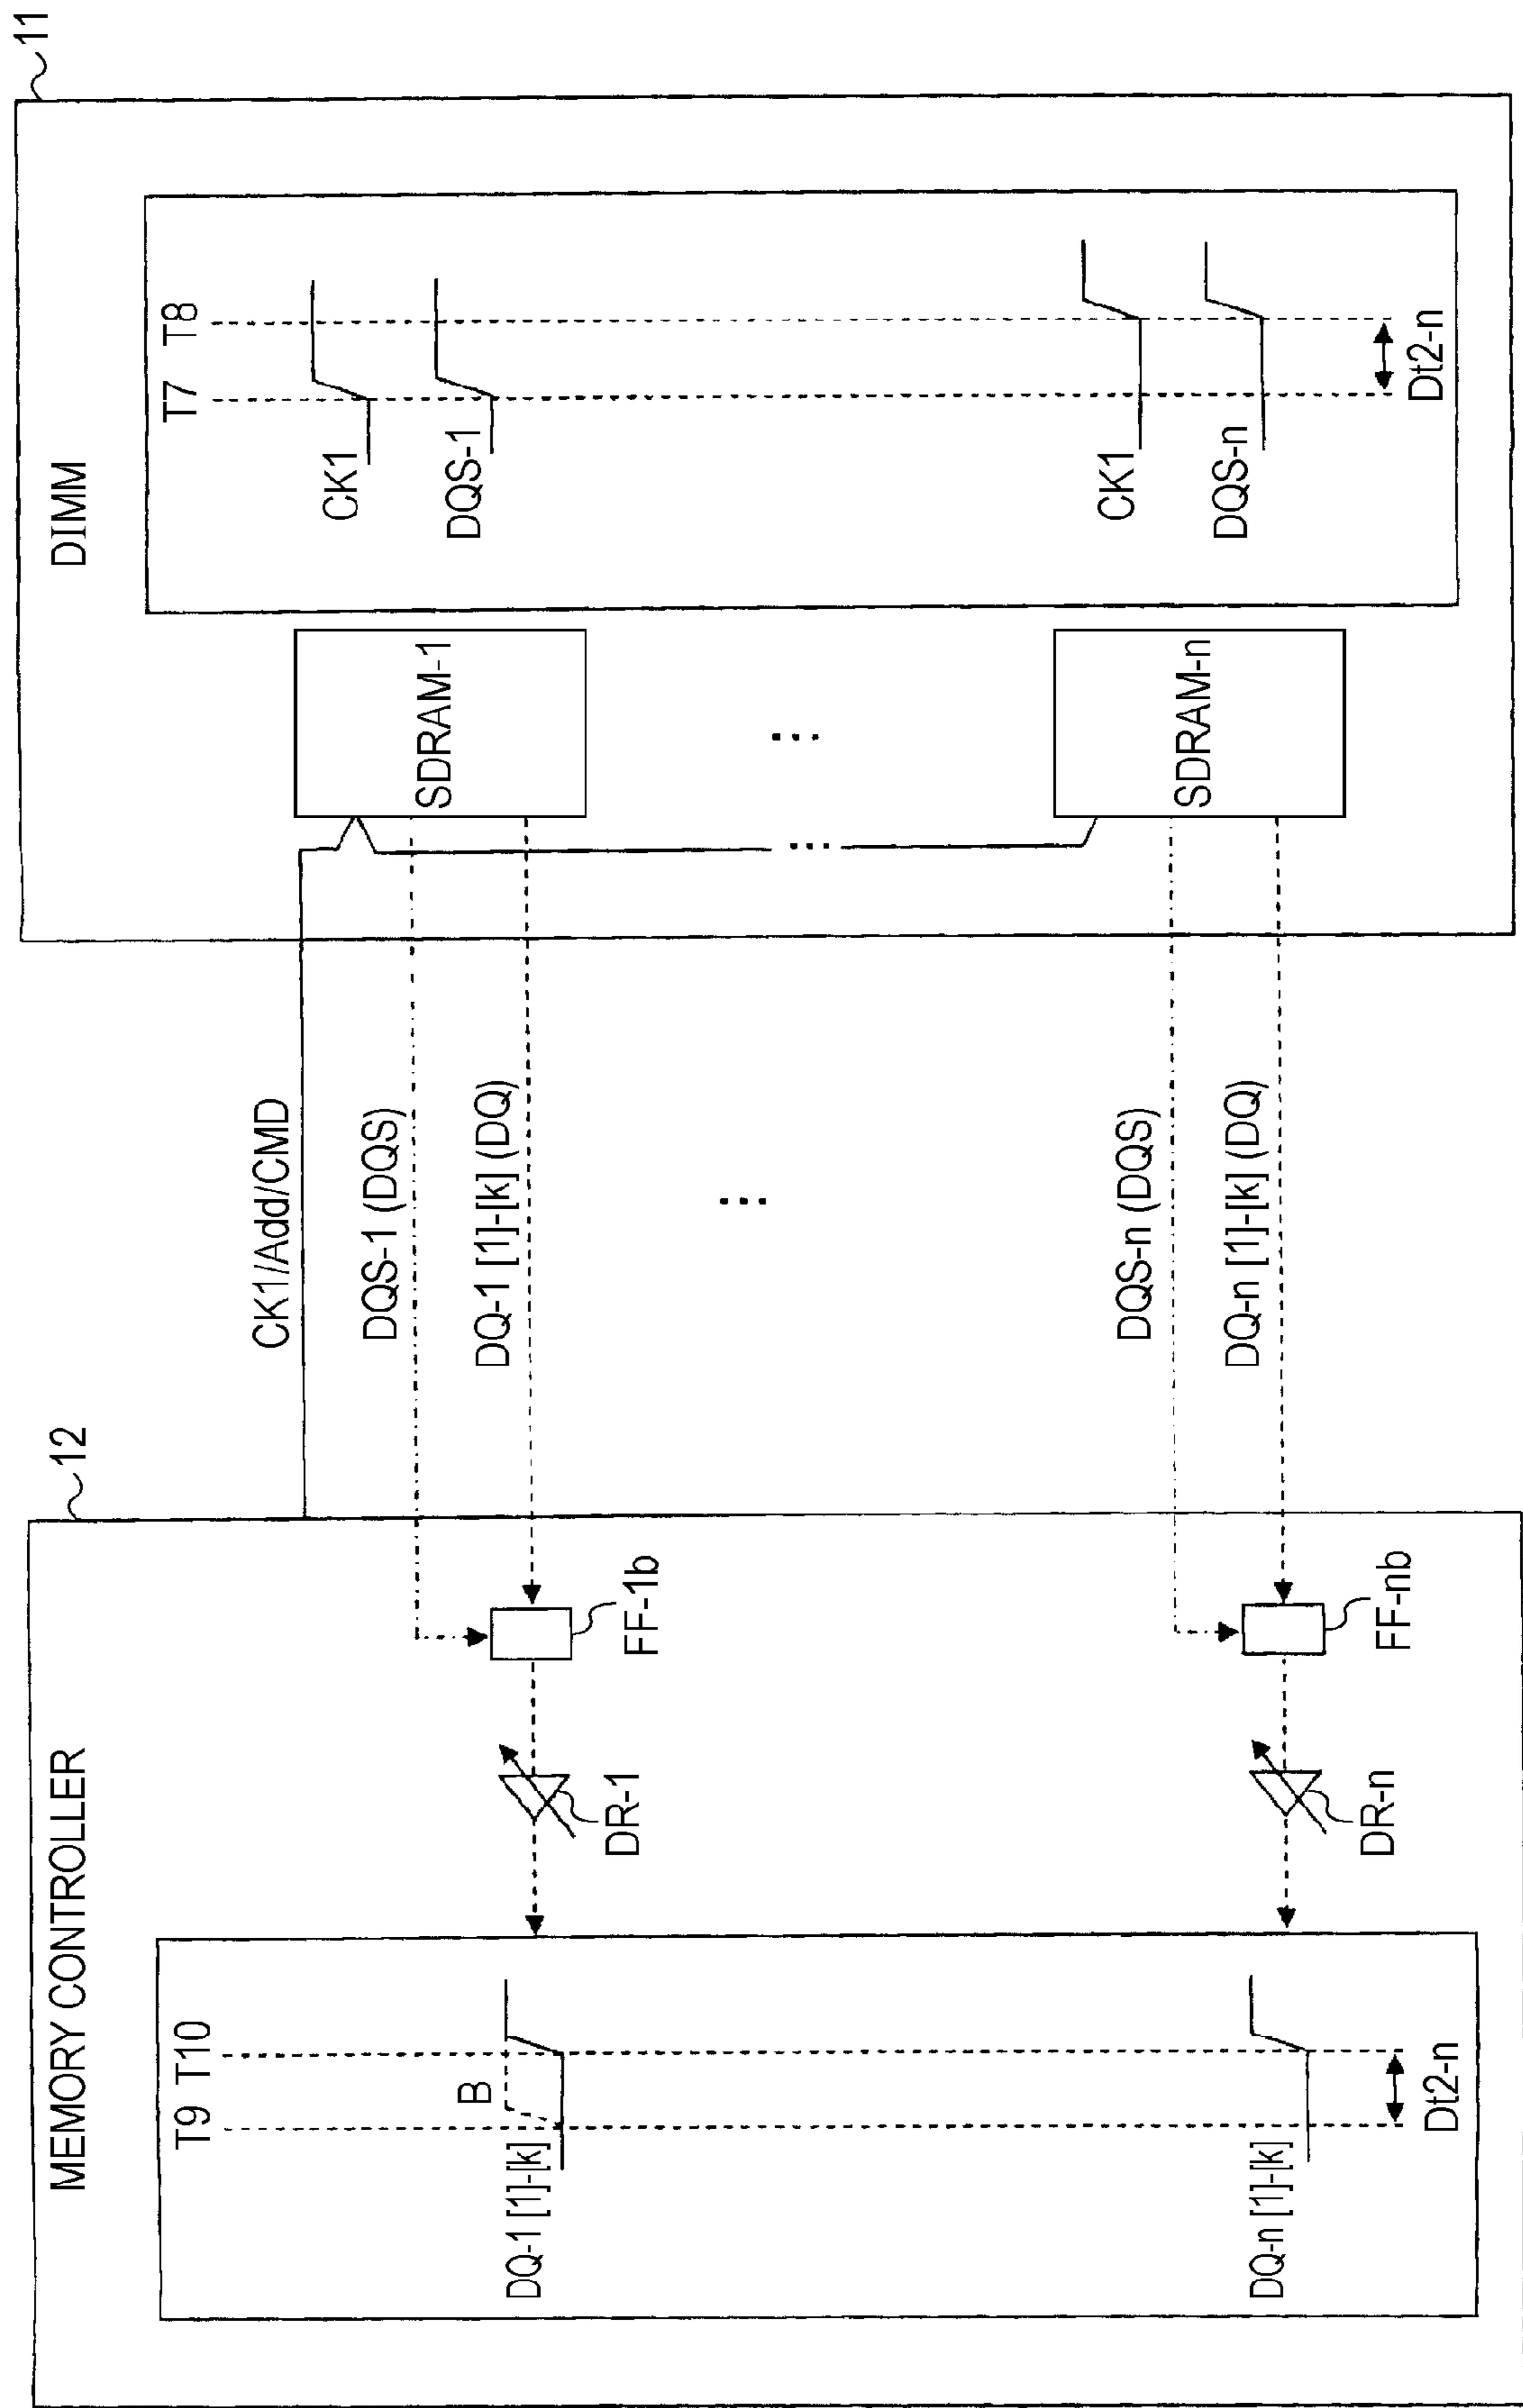 MEMORY CONTROLLER
12
T9
T10
B
DQ-1 [1]-[k]
DQ-n [1]-[k]
Dt2-n
DR-1
FF-1b
DR-n
FF-nb
CK1/Add/CMD
DQS-1 (DQS)
DQ-1 [1]-[k] (DQ)
...
DQS-n (DQS)
DQ-n [1]-[k] (DQ)
11
DIMM
SDRAM-1
...
...
SDRAM-n
T7
T8
CK1
DQS-1
CK1
DQS-n
Dt2-n